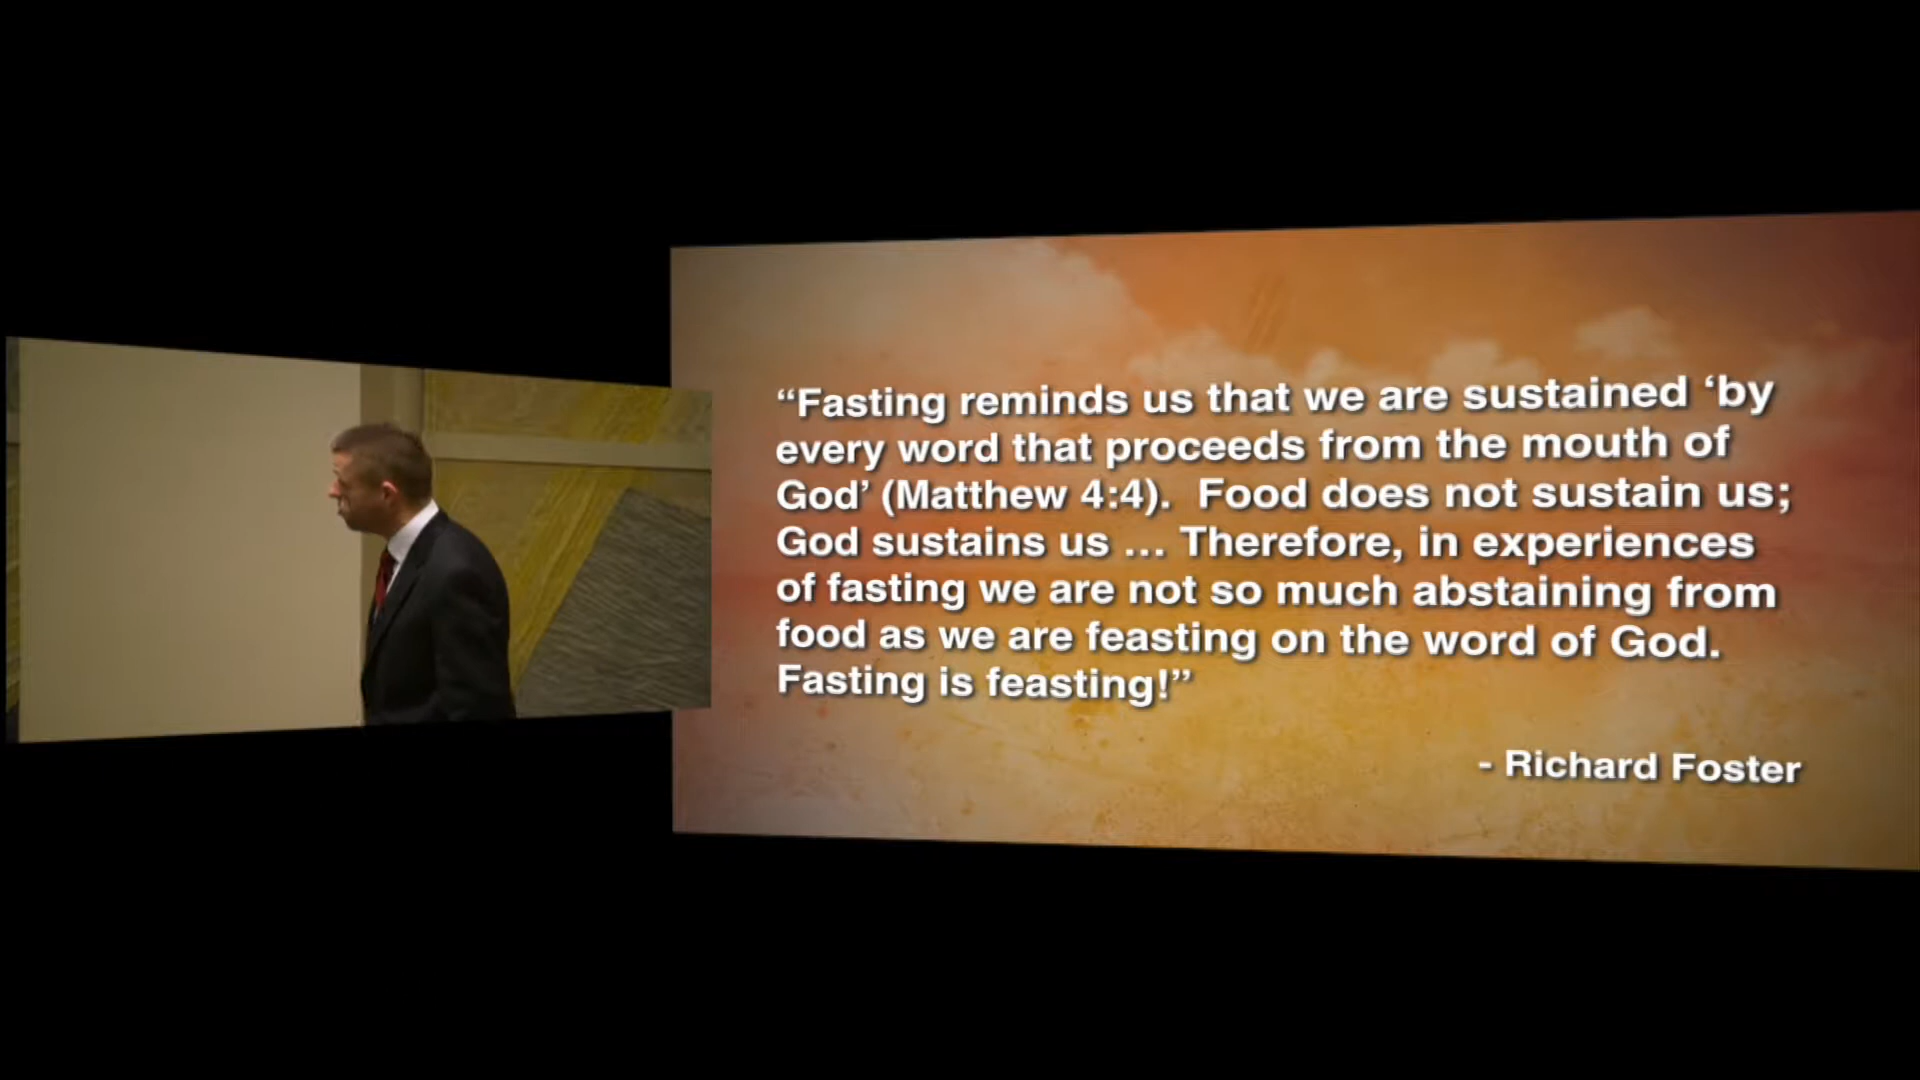 “Fasting reminds us that we are sustained ‘by
every word that proceeds from the mouth of
God’ (Matthew 4:4).  Food does not sustain us;
God sustains us … Therefore, in experiences
of fasting we are not so much abstaining from
food as we are feasting on the word of God.
Fasting is feasting!”
- Richard Foster